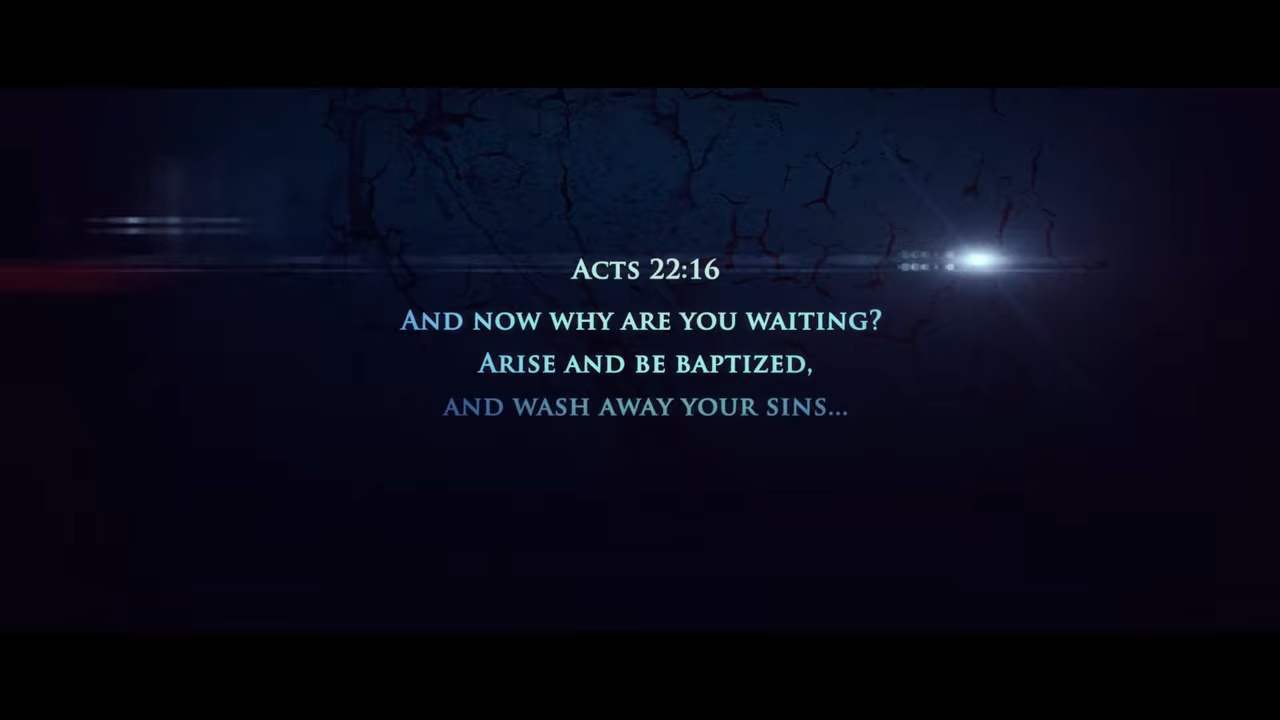 Acts 22:16
And now why are you waiting?
Arise and be baptized,
and wash away your sins...